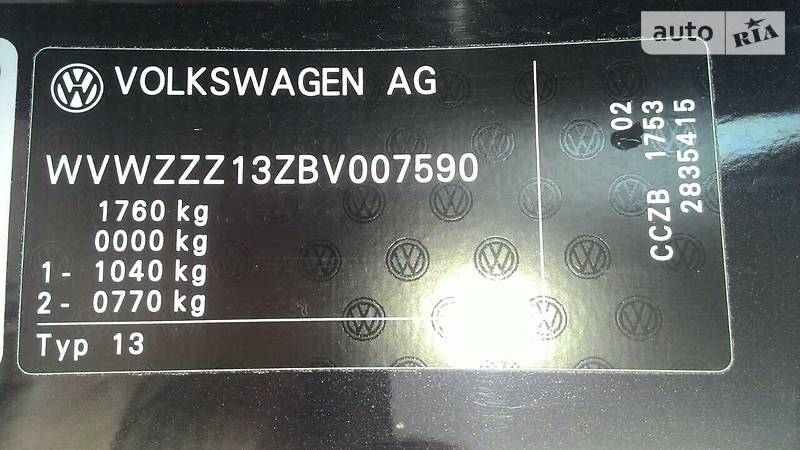 auto RIA
VOLKSWAGEN AG
WVWZZZ13ZBV007590
1760 kg
0000 kg
1- 1040 kg
2- 0770 kg
Typ 13
02
CCZB 1753
2835415